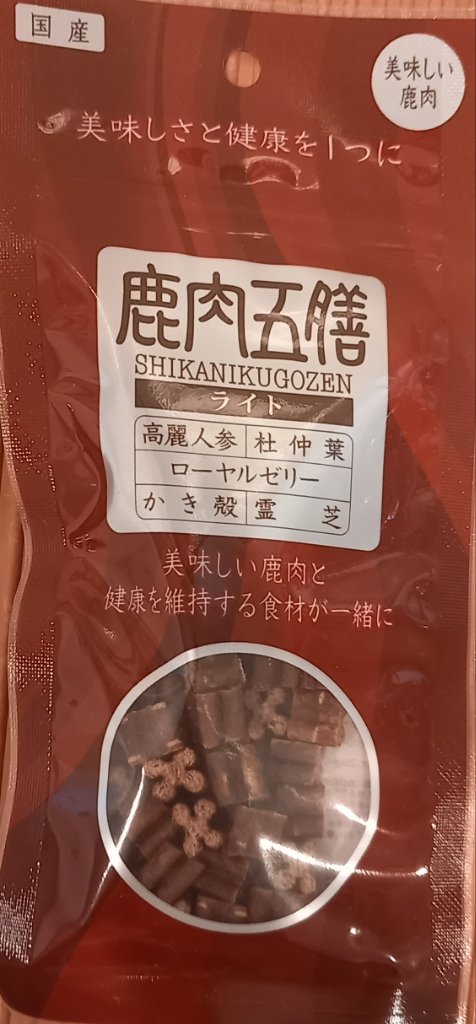 国産
美味しい
鹿肉
美味しさと健康を1つに
鹿肉五膳
SHIKANIKUGOZEN
ライト
高麗人参 杜仲葉
ローヤルゼリー
かき殻 霊芝
美味しい鹿肉と
健康を維持する食材が一緒に